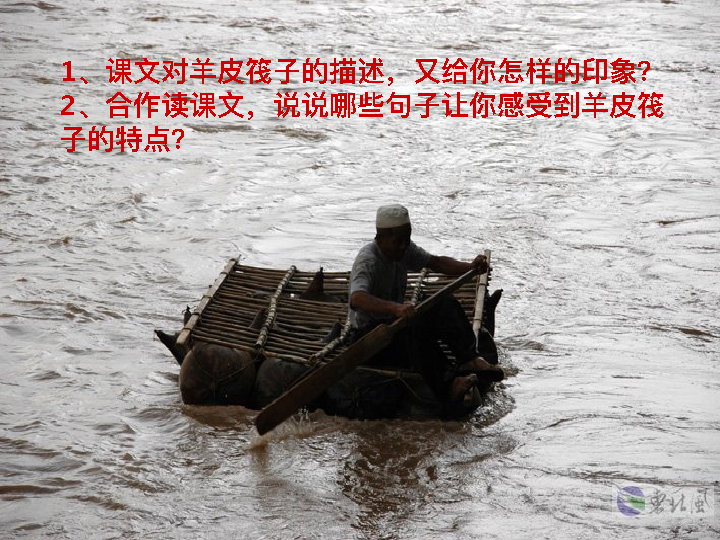 1、课文对羊皮筏子的描述，又给你怎样的印象？
2、合作读课文，说说哪些句子让你感受到羊皮筏
子的特点？